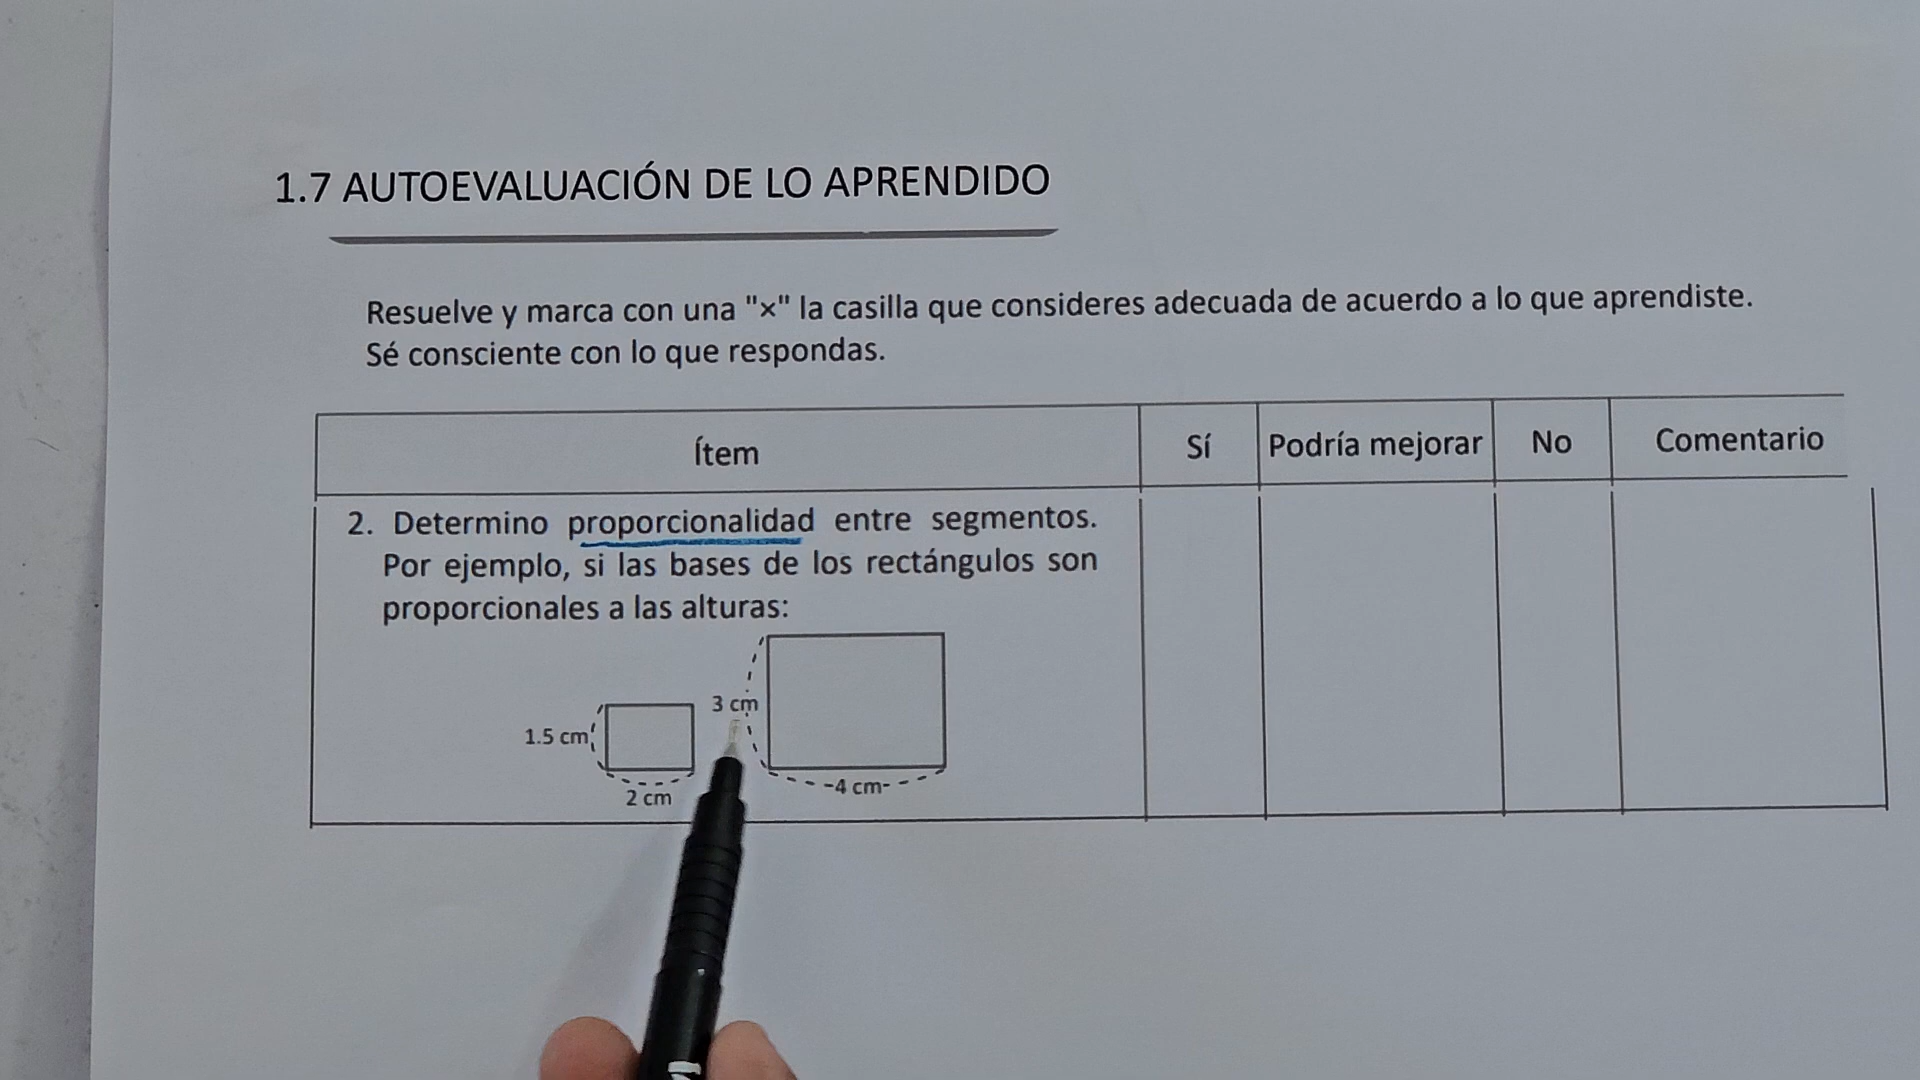 1.7 AUTOEVALUACIÓN DE LO APRENDIDO
Resuelve y marca con una "×" la casilla que consideres adecuada de acuerdo a lo que aprendiste.
Sé consciente con lo que respondas.
Ítem
Sí
Podría mejorar
No
Comentario
2. Determino proporcionalidad entre segmentos.
Por ejemplo, si las bases de los rectángulos son
proporcionales a las alturas:
1.5 cm
2 cm
3 cm
4 cm